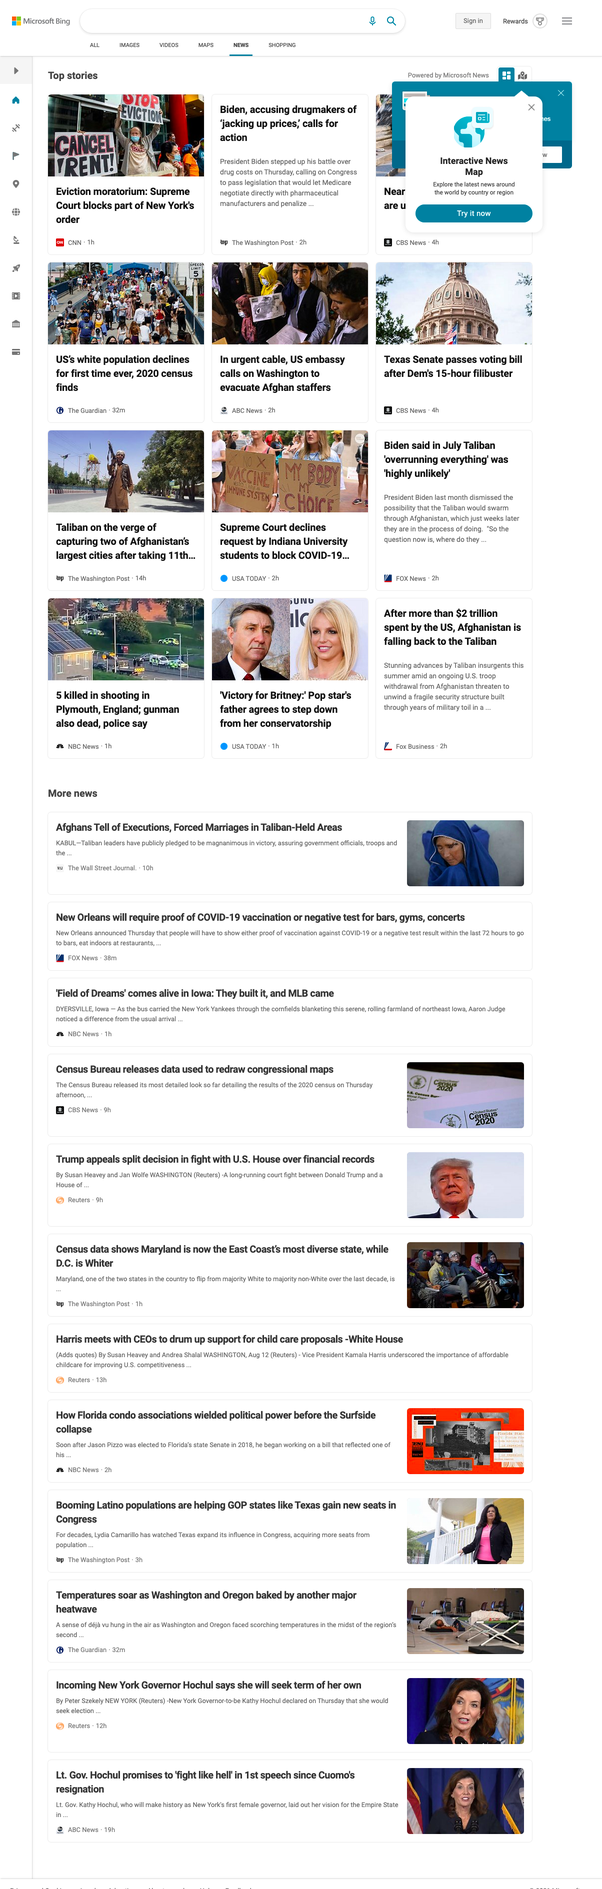 Microsoft Bing
Sign in
Rewards
ALL
IMAGES
VIDEOS
MAPS
NEWS
SHOPPING
Top stories
Powered by Microsoft News
Interactive News
Map
Explore the latest news around
the world by country or region
Try it now
STOP
EVICTION
CANCEL
RENT!
Eviction moratorium: Supreme
Court blocks part of New York's
order
CNN · 1h
Biden, accusing drugmakers of
'jacking up prices,' calls for
action
President Biden stepped up his battle over
drug costs on Thursday, calling on Congress
to pass legislation that would let Medicare
negotiate directly with pharmaceutical
manufacturers and penalize ...
The Washington Post · 2h
Near
are u
CBS News · 4h
US's white population declines
for first time ever, 2020 census
finds
The Guardian · 32m
In urgent cable, US embassy
calls on Washington to
evacuate Afghan staffers
ABC News · 2h
Texas Senate passes voting bill
after Dem's 15-hour filibuster
CBS News · 4h
Taliban on the verge of
capturing two of Afghanistan's
largest cities after taking 11th...
The Washington Post · 14h
VACCINE
IMMUNE SYSTEM
MY BODY
MY
CHOICE
Supreme Court declines
request by Indiana University
students to block COVID-19...
USA TODAY · 2h
Biden said in July Taliban
'overrunning everything' was
'highly unlikely'
President Biden last month dismissed the
possibility that the Taliban would swarm
through Afghanistan, which just weeks later
they are in the process of doing. "So the
question now is, where do they ...
FOX News · 2h
5 killed in shooting in
Plymouth, England; gunman
also dead, police say
NBC News · 1h
'Victory for Britney:' Pop star's
father agrees to step down
from her conservatorship
USA TODAY · 1h
After more than $2 trillion
spent by the US, Afghanistan is
falling back to the Taliban
Stunning advances by Taliban insurgents this
summer amid an ongoing U.S. troop
withdrawal from Afghanistan threaten to
unwind a fragile security structure built
through years of military toil in a ...
Fox Business · 2h
More news
Afghans Tell of Executions, Forced Marriages in Taliban-Held Areas
KABUL—Taliban leaders have publicly pledged to be magnanimous in victory, assuring government officials, troops and
the ...
The Wall Street Journal. · 10h
New Orleans will require proof of COVID-19 vaccination or negative test for bars, gyms, concerts
New Orleans announced Thursday that people will have to show either proof of vaccination against COVID-19 or a negative test result within the last 72 hours to go
to bars, eat indoors at restaurants, ...
FOX News · 38m
'Field of Dreams' comes alive in Iowa: They built it, and MLB came
DYERSVILLE, Iowa — As the bus carried the New York Yankees through the cornfields blanketing this serene, rolling farmland of northeast Iowa, Aaron Judge
noticed a difference from the usual arrival ...
NBC News · 1h
Census Bureau releases data used to redraw congressional maps
The Census Bureau released its most detailed look so far detailing the results of the 2020 census on Thursday
afternoon, ...
CBS News · 9h
Census
2020
Census
2020
Trump appeals split decision in fight with U.S. House over financial records
By Susan Heavey and Jan Wolfe WASHINGTON (Reuters) -A long-running court fight between Donald Trump and a
House of ...
Reuters · 9h
Census data shows Maryland is now the East Coast's most diverse state, while
D.C. is Whiter
Maryland, one of the two states in the country to flip from majority White to majority non-White over the last decade, is
...
The Washington Post · 1h
Harris meets with CEOs to drum up support for child care proposals -White House
(Adds quotes) By Susan Heavey and Andrea Shalal WASHINGTON, Aug 12 (Reuters) - Vice President Kamala Harris underscored the importance of affordable
childcare for improving U.S. competitiveness ...
Reuters · 13h
How Florida condo associations wielded political power before the Surfside
collapse
Soon after Jason Pizzo was elected to Florida's state Senate in 2018, he began working on a bill that reflected one of
his ...
NBC News · 2h
Booming Latino populations are helping GOP states like Texas gain new seats in
Congress
For decades, Lydia Camarillo has watched Texas expand its influence in Congress, acquiring more seats from
population ...
The Washington Post · 3h
Temperatures soar as Washington and Oregon baked by another major
heatwave
A sense of déjà vu hung in the air as Washington and Oregon faced scorching temperatures in the midst of the region's
second ...
The Guardian · 32m
Incoming New York Governor Hochul says she will seek term of her own
By Peter Szekely NEW YORK (Reuters) -New York Governor-to-be Kathy Hochul declared on Thursday that she would
seek election ...
Reuters · 12h
Lt. Gov. Hochul promises to 'fight like hell' in 1st speech since Cuomo's
resignation
Lt. Gov. Kathy Hochul, who will make history as New York's first female governor, laid out her vision for the Empire State
in ...
ABC News · 19h